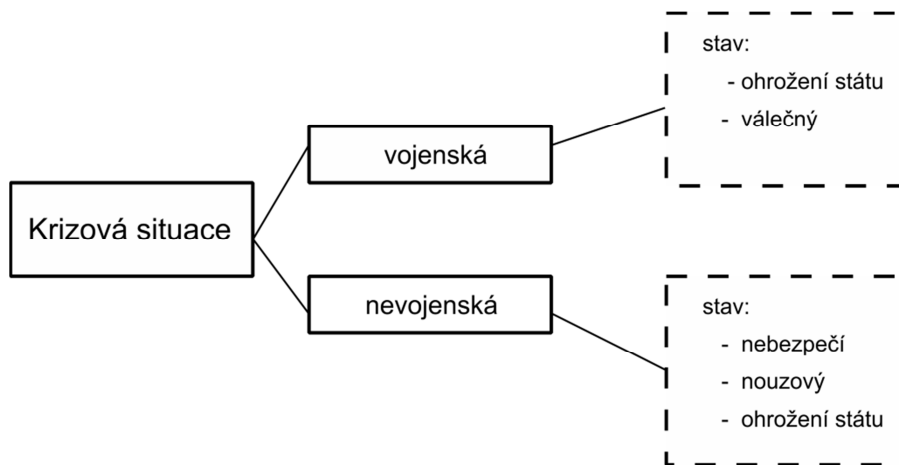 Krizová situace
vojenská
stav:
- ohrožení státu
- válečný
nevojenská
stav:
- nebezpečí
- nouzový
- ohrožení státu